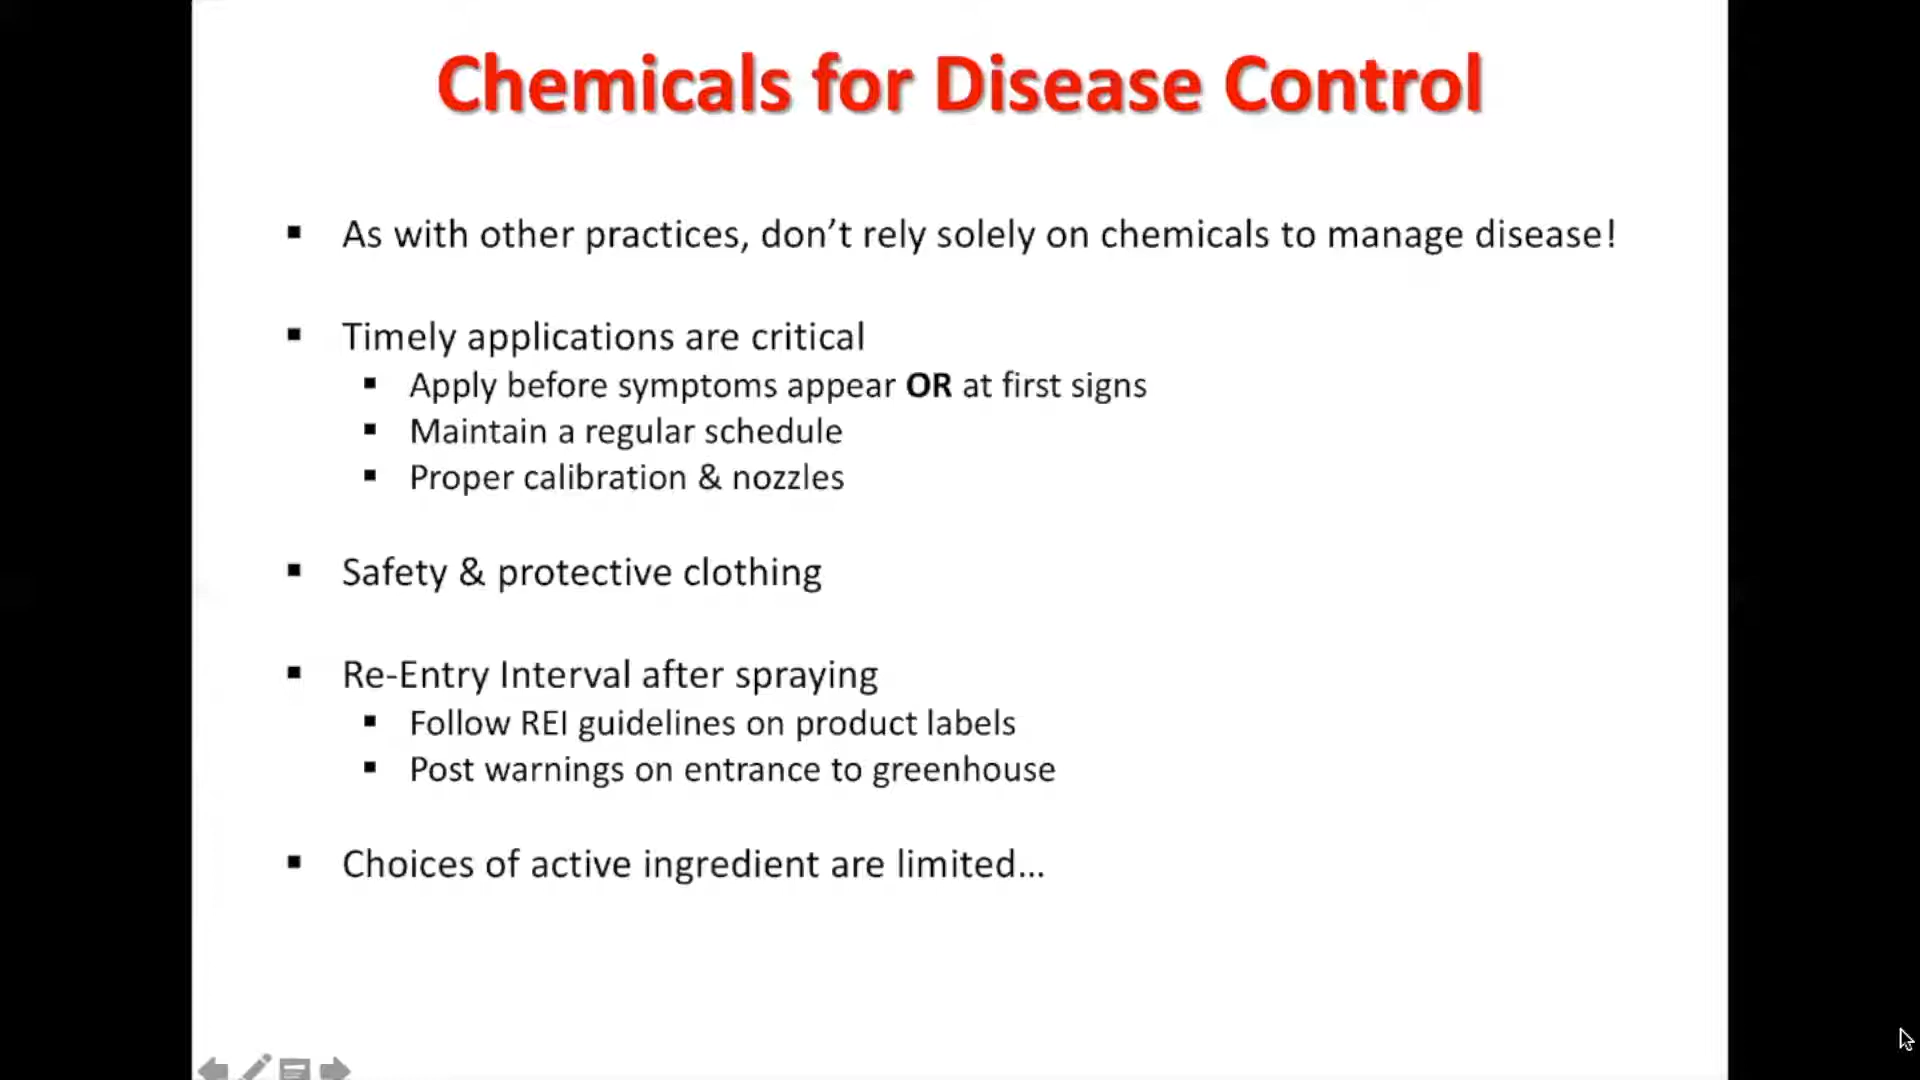 Chemicals for Disease Control
▪ As with other practices, don’t rely solely on chemicals to manage disease!
▪ Timely applications are critical
▪ Apply before symptoms appear OR at first signs
▪ Maintain a regular schedule
▪ Proper calibration & nozzles
▪ Safety & protective clothing
▪ Re-Entry Interval after spraying
▪ Follow REI guidelines on product labels
▪ Post warnings on entrance to greenhouse
▪ Choices of active ingredient are limited…